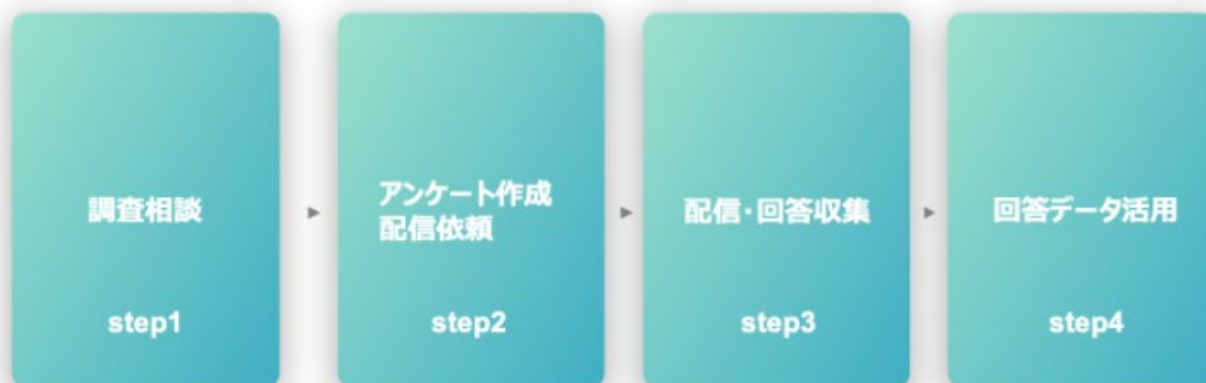 調査相談
step1
アンケート作成
配信依頼
step2
配信・回答収集
step3
回答データ活用
step4